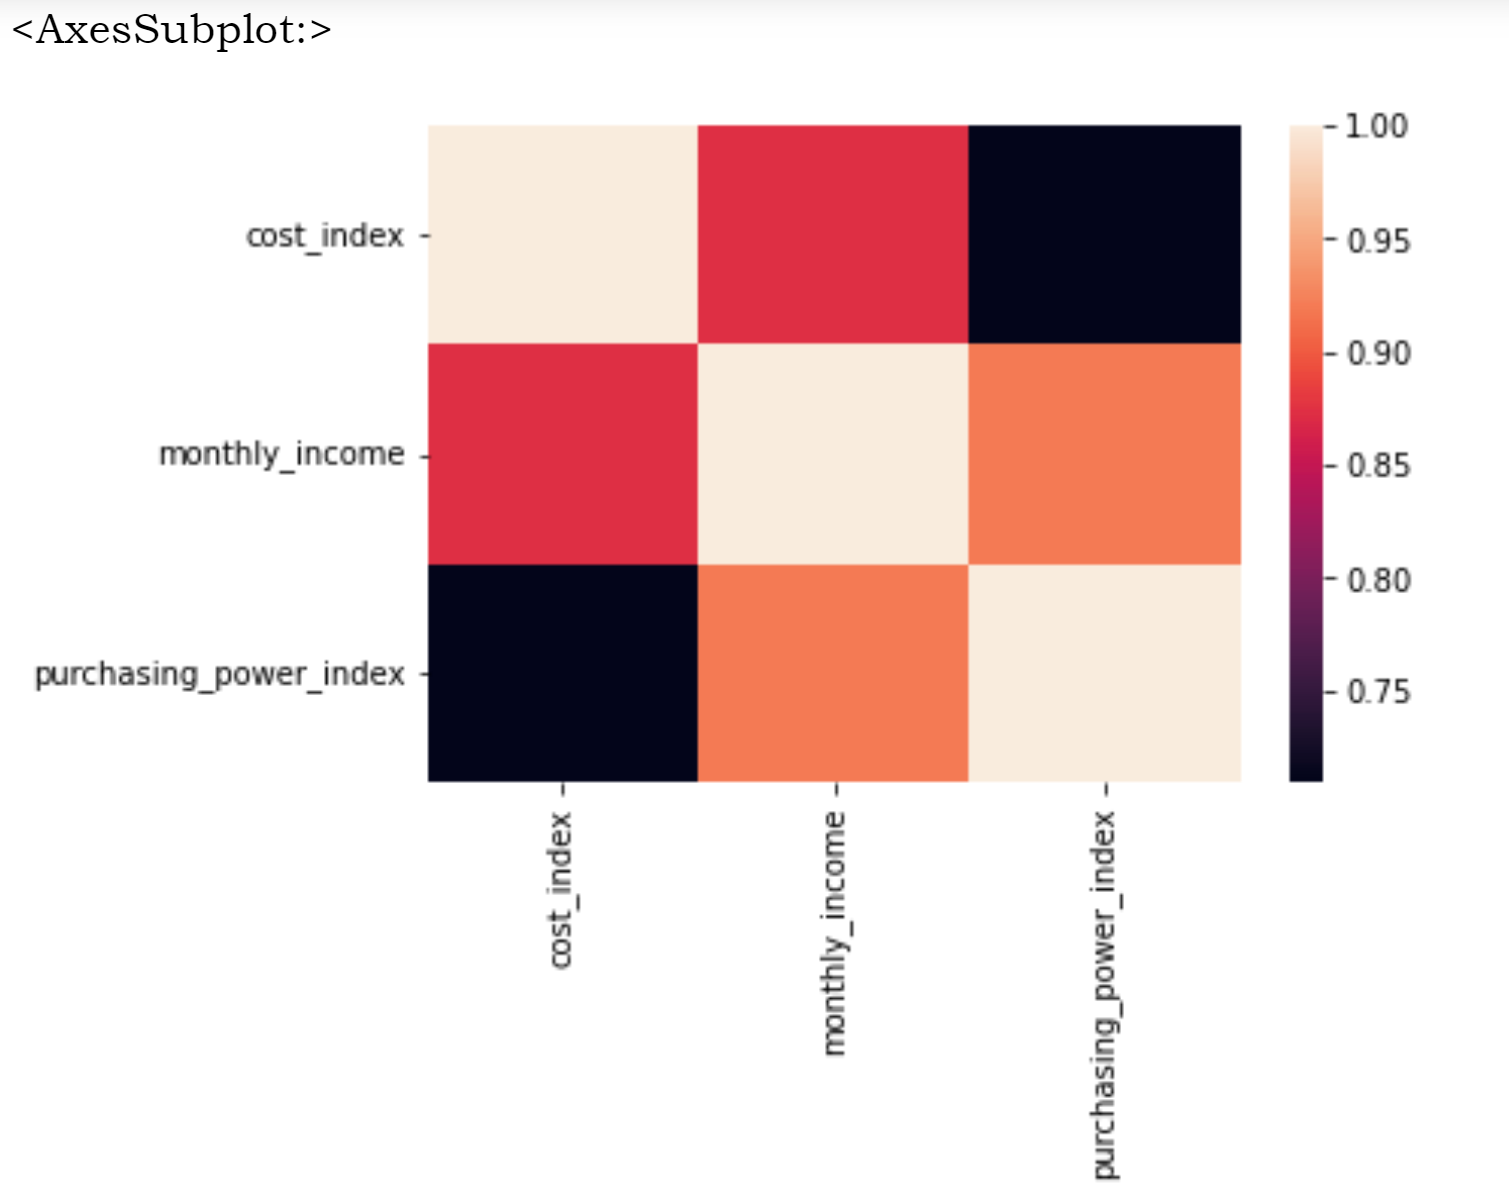 <AxesSubplot:>
1.00
cost_index
0.95
0.90
monthly_income
0.85
0.80
purchasing_power_index
0.75
cost_index
monthly_income
purchasing_power_index